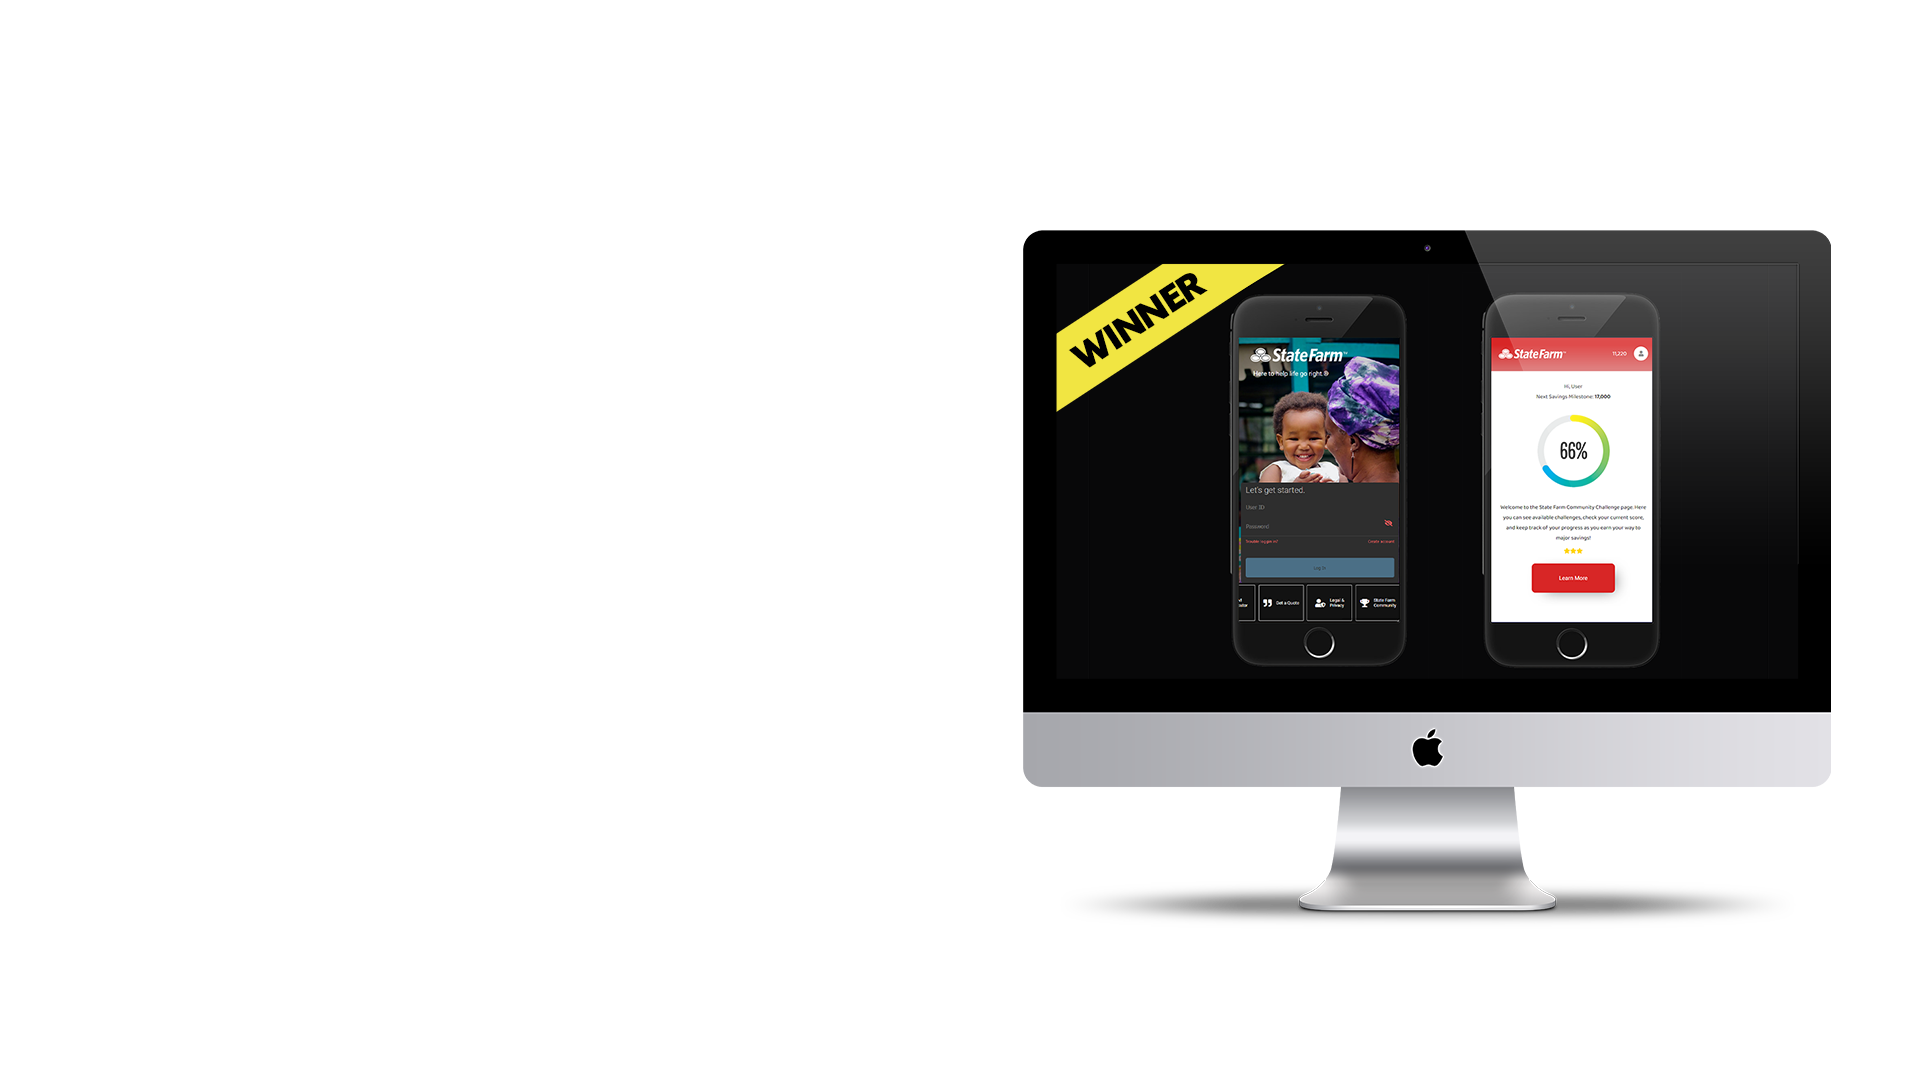 WINNER
State Farm™
Here to help life go right.®
Let's get started.
User ID
Password
Trouble logging in?
Create account
Log in
Get a Quote
Legal &
Privacy
State Farm
Community
State Farm™
11,220
Hi, User
Next Savings Milestone: 17,000
66%
Welcome to the State Farm Community Challenge page. Here
you can see available challenges, check your current score,
and keep track of your progress as you earn your way to
major savings!
Learn More